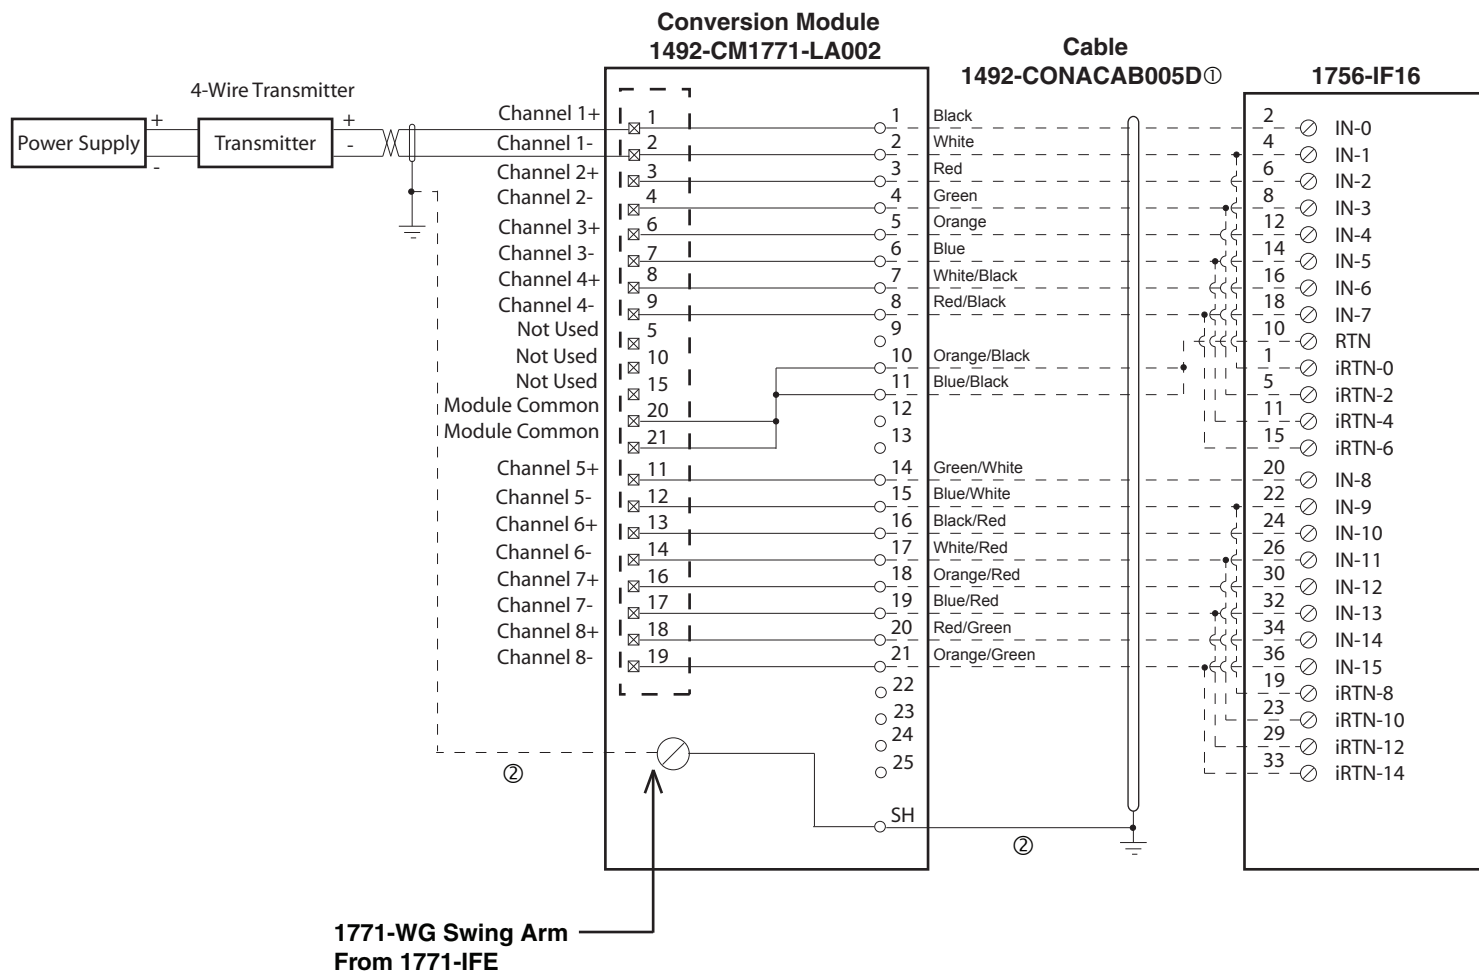 Conversion Module
1492-CM1771-LA002
Cable
1492-CONACAB005D①
1756-IF16
4-Wire Transmitter
Power Supply
+
-
Transmitter
+
-
Channel 1+ 1 1 Black 2 IN-0
Channel 1- 2 2 White 4 IN-1
Channel 2+ 3 3 Red 6 IN-2
Channel 2- 4 4 Green 8 IN-3
Channel 3+ 6 5 Orange 12 IN-4
Channel 3- 7 6 Blue 14 IN-5
Channel 4+ 8 7 White/Black 16 IN-6
Channel 4- 9 8 Red/Black 18 IN-7
Not Used 5 9 10 RTN
Not Used 10 10 Orange/Black 1 iRTN-0
Not Used 15 11 Blue/Black 5 iRTN-2
Module Common 20 12 11 iRTN-4
Module Common 21 13 15 iRTN-6
Channel 5+ 11 14 Green/White 20 IN-8
Channel 5- 12 15 Blue/White 22 IN-9
Channel 6+ 13 16 Black/Red 24 IN-10
Channel 6- 14 17 White/Red 26 IN-11
Channel 7+ 16 18 Orange/Red 30 IN-12
Channel 7- 17 19 Blue/Red 32 IN-13
Channel 8+ 18 20 Red/Green 34 IN-14
Channel 8- 19 21 Orange/Green 36 IN-15
22 19 iRTN-8
23 23 iRTN-10
24 29 iRTN-12
25 33 iRTN-14
②
SH
②
1771-WG Swing Arm
From 1771-IFE